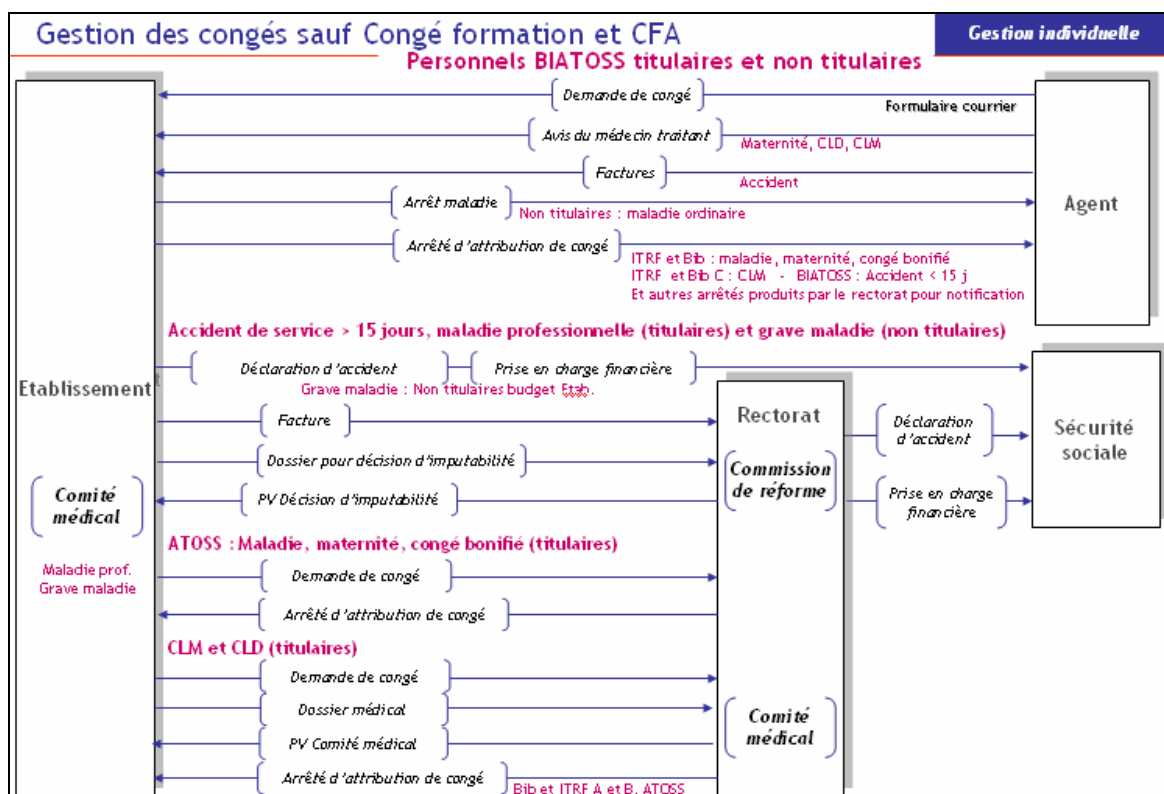 Gestion des congés sauf Congé formation et CFA
Gestion individuelle
Personnels BIATOSS titulaires et non titulaires
Demande de congé
Formulaire courrier
Avis du médecin traitant
Maternité, CLD, CLM
Factures
Accident
Arrêt maladie
Non titulaires : maladie ordinaire
Agent
Arrêté d'attribution de congé
ITRF et Bib : maladie, maternité, congé bonifié
ITRF et Bib C : CLM - BIATOSS : Accident < 15 j
Et autres arrêtés produits par le rectorat pour notification
Accident de service > 15 jours, maladie professionnelle (titulaires) et grave maladie (non titulaires)
Déclaration d'accident
Prise en charge financière
Etablissement
Grave maladie : Non titulaires budget Etab.
Rectorat
Facture
Déclaration
d'accident
Sécurité
sociale
Dossier pour décision d'imputabilité
Commission
de réforme
Comité
médical
PV Décision d'imputabilité
Prise en charge
financière
ATOSS : Maladie, maternité, congé bonifié (titulaires)
Maladie prof.
Grave maladie
Demande de congé
Arrêté d'attribution de congé
CLM et CLD (titulaires)
Demande de congé
Dossier médical
Comité
médical
PV Comité médical
Arrêté d'attribution de congé
Bib et ITRF A et B, ATOSS